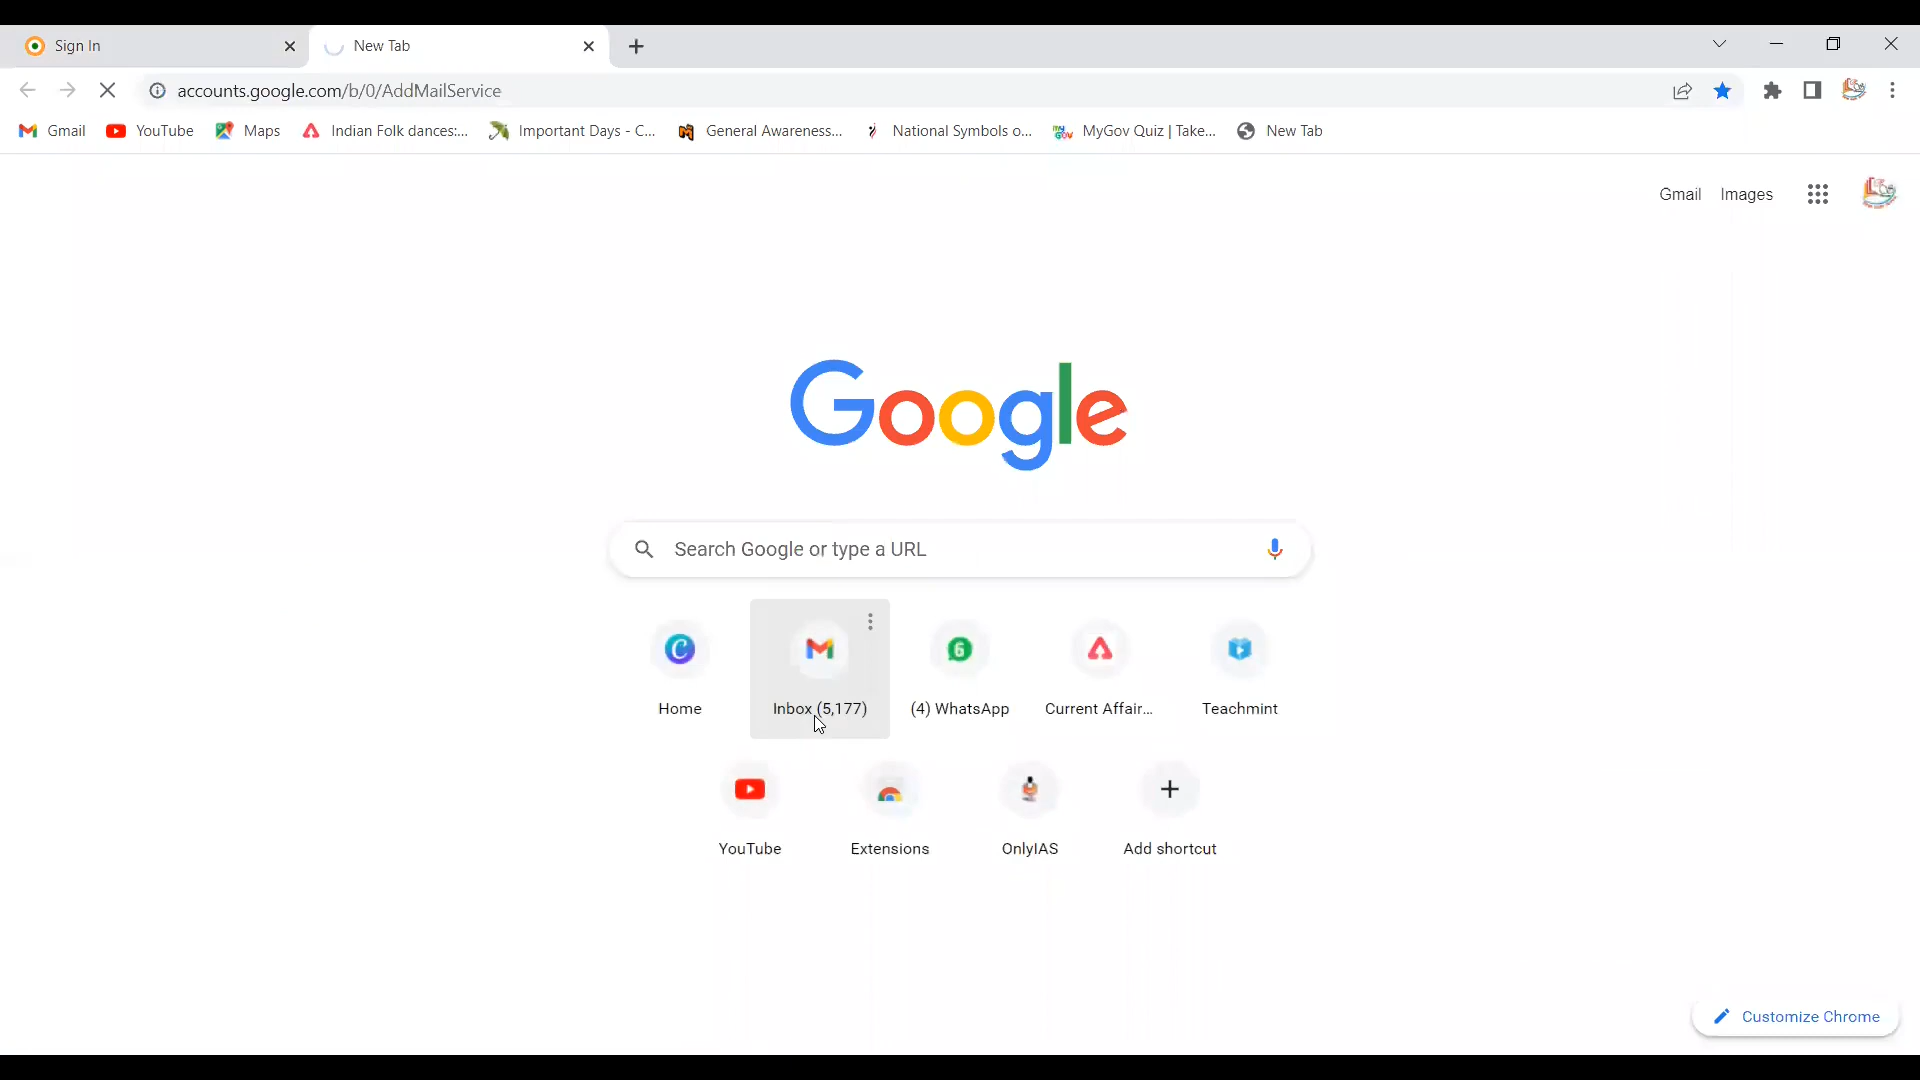 Sign In
New Tab
accounts.google.com/b/0/AddMailService
Gmail
YouTube
Maps
Indian Folk dances:...
Important Days - C...
General Awareness...
National Symbols o...
MyGov Quiz | Take...
New Tab
Gmail
Images
Google
Search Google or type a URL
Home
Inbox (5,177)
(4) WhatsApp
Current Affair...
Teachmint
YouTube
Extensions
OnlyIAS
Add shortcut
Customize Chrome